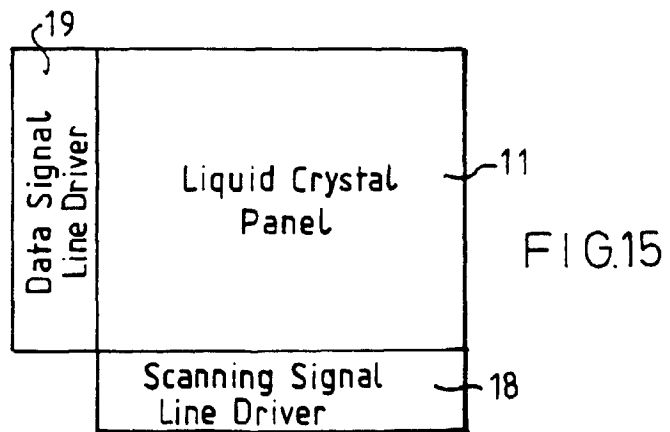 19
Data Signal
Line Driver
Liquid Crystal
Panel
11
FIG.15
Scanning Signal
Line Driver
18